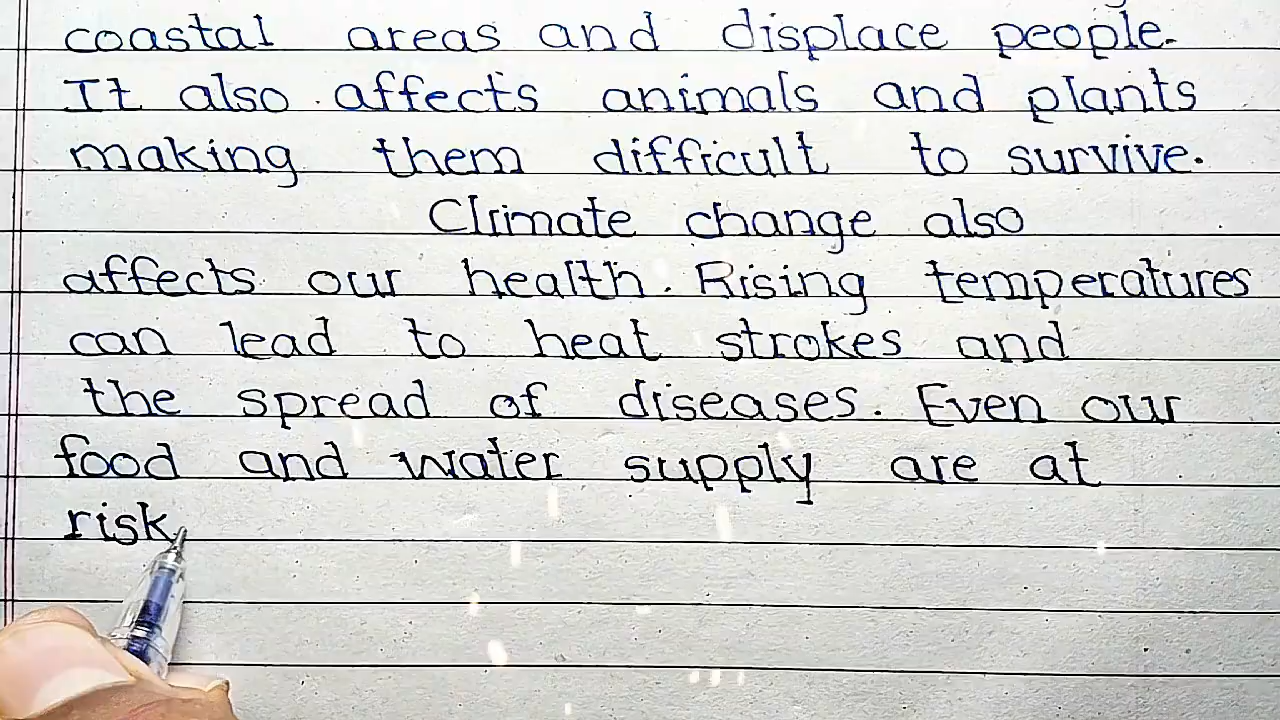 coastal areas and displace people.
It also affects animals and plants
making them difficult to survive.
Climate change also
affects our health. Rising temperatures
can lead to heat strokes and
the spread of diseases. Even our
food and water supply are at
risk